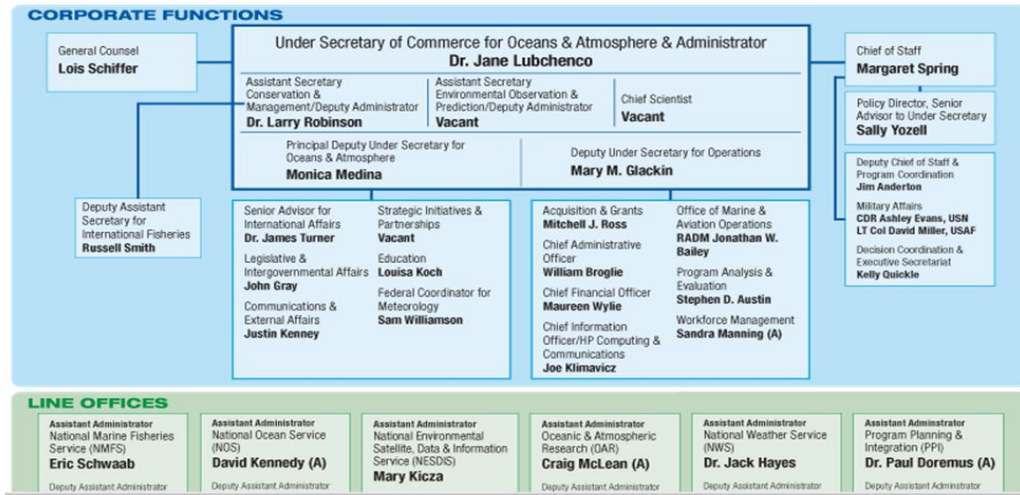 CORPORATE FUNCTIONS
General Counsel
Lois Schiffer
Under Secretary of Commerce for Oceans & Atmosphere & Administrator
Dr. Jane Lubchenco
Assistant Secretary
Conservation &
Management/Deputy Administrator
Dr. Larry Robinson
Assistant Secretary
Environmental Observation &
Prediction/Deputy Administrator
Vacant
Chief Scientist
Vacant
Principal Deputy Under Secretary for
Oceans & Atmosphere
Monica Medina
Deputy Under Secretary for Operations
Mary M. Glackin
Chief of Staff
Margaret Spring
Policy Director, Senior
Advisor to Under Secretary
Sally Yozell
Deputy Chief of Staff &
Program Coordination
Jim Anderton
Military Affairs
CDR Ashley Evans, USN
LT Col David Miller, USAF
Decision Coordination &
Executive Secretariat
Kelly Quickle
Deputy Assistant
Secretary for
International Fisheries
Russell Smith
Senior Advisor for
International Affairs
Dr. James Turner
Legislative &
Intergovernmental Affairs
John Gray
Communications &
External Affairs
Justin Kenney
Strategic Initiatives &
Partnerships
Vacant
Education
Louisa Koch
Federal Coordinator for
Meteorology
Sam Williamson
Acquisition & Grants
Mitchell J. Ross
Chief Administrative
Officer
William Broglie
Chief Financial Officer
Maureen Wylie
Chief Information
Officer/HP Computing &
Communications
Joe Klimavicz
Office of Marine &
Aviation Operations
RADM Jonathan W.
Bailey
Program Analysis &
Evaluation
Stephen D. Austin
Workforce Management
Sandra Manning (A)
LINE OFFICES
Assistant Administrator
National Marine Fisheries
Service (NMFS)
Eric Schwaab
Deputy Assistant Administrator
Assistant Administrator
National Ocean Service
(NOS)
David Kennedy (A)
Deputy Assistant Administrator
Assistant Administrator
National Environmental
Satellite, Data & Information
Service (NESDIS)
Mary Kicza
Assistant Administrator
Oceanic & Atmospheric
Research (OAR)
Craig McLean (A)
Deputy Assistant Administrator
Assistant Administrator
National Weather Service
(NWS)
Dr. Jack Hayes
Deputy Assistant Administrator
Assistant Administrator
Program Planning &
Integration (PPI)
Dr. Paul Doremus (A)
Deputy Assistant Administrator